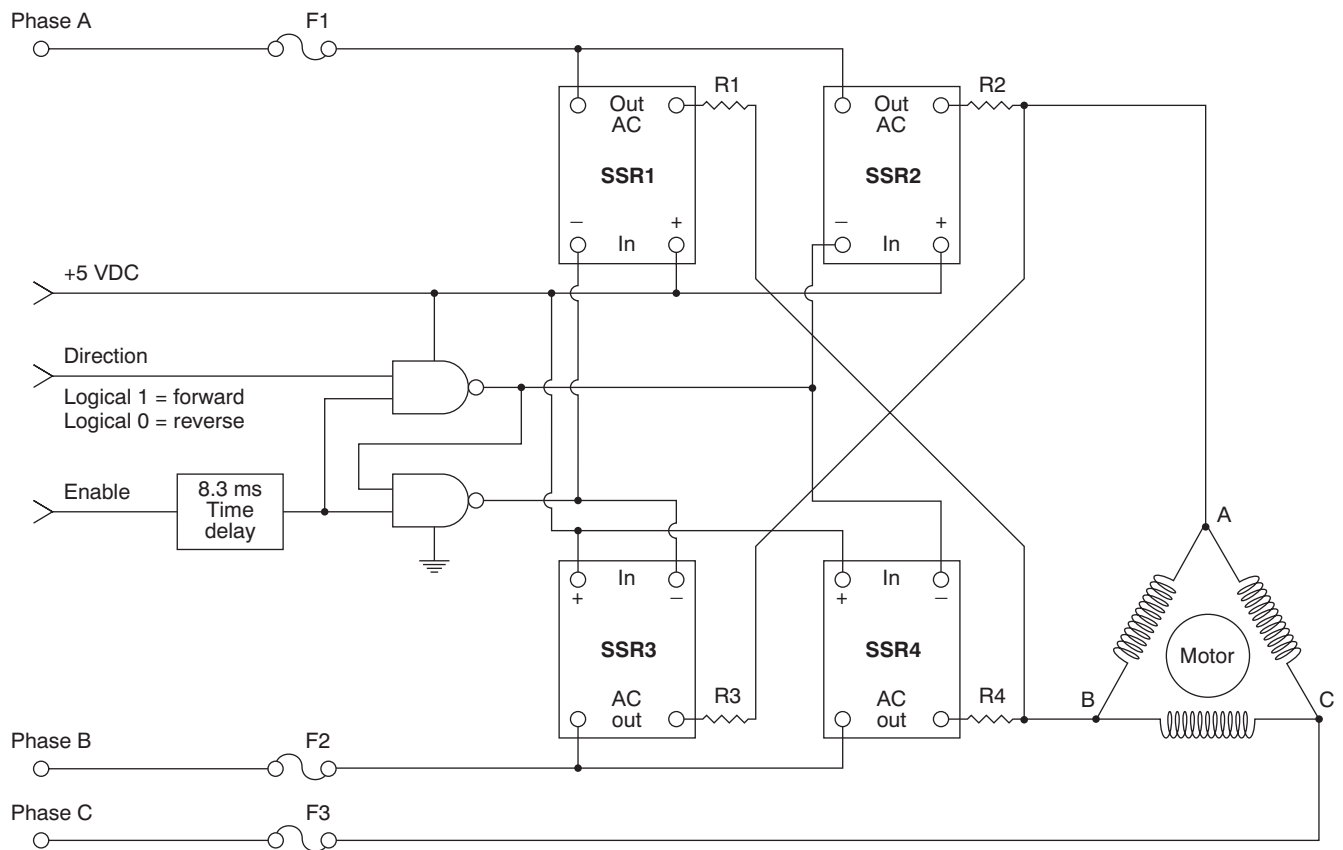 Phase A
F1
R1
R2
Out
AC
Out
AC
SSR1
SSR2
− +
In
− +
In
+5 VDC
Direction
Logical 1 = forward
Logical 0 = reverse
Enable
8.3 ms
Time
delay
A
In
+ −
In
+ −
SSR3
SSR4
Motor
AC
out
R3
AC
out
R4
B
C
Phase B
F2
Phase C
F3